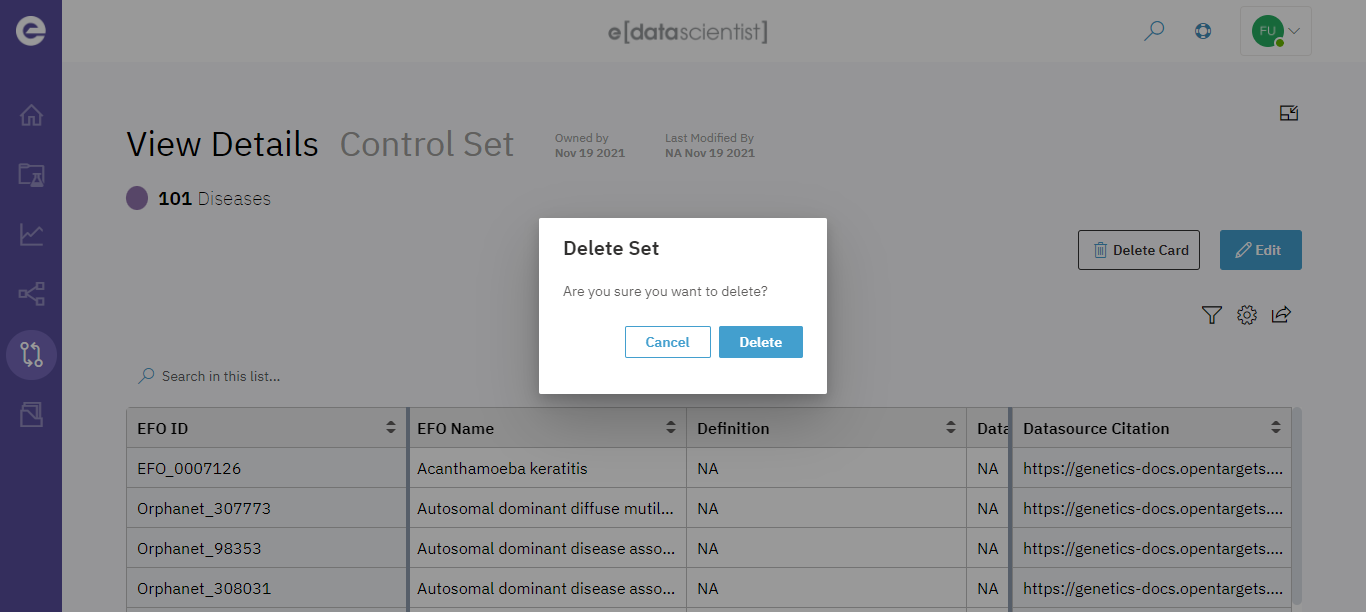 e[datascientist]
FU
View Details Control Set
Owned by
Nov 19 2021
Last Modified By
NA Nov 19 2021
101 Diseases
Delete Set
Are you sure you want to delete?
Cancel Delete
Delete Card Edit
Search in this list...
EFO ID EFO Name Definition Data Datasource Citation
EFO_0007126 Acanthamoeba keratitis NA NA https://genetics-docs.opentargets....
Orphanet_307773 Autosomal dominant diffuse mutil... NA NA https://genetics-docs.opentargets....
Orphanet_98353 Autosomal dominant disease asso... NA NA https://genetics-docs.opentargets....
Orphanet_308031 Autosomal dominant disease asso... NA NA https://genetics-docs.opentargets....